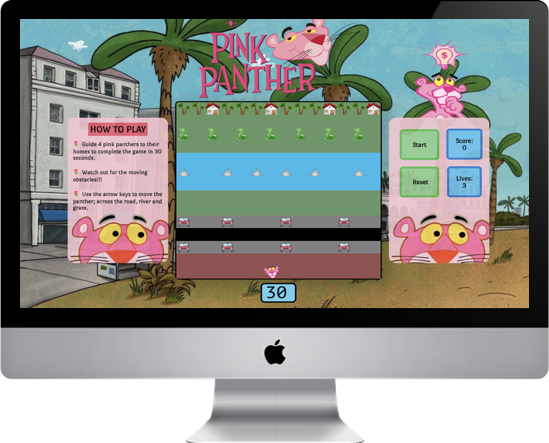 PINK
PANTHER
HOW TO PLAY
Guide 4 pink panthers to their
homes to complete the game in 30
seconds.
Watch out for the moving
obstacles!!!
Use the arrow keys to move the
panther; across the road, river and
grass.
Start
Score:
0
Reset
Lives:
3
30